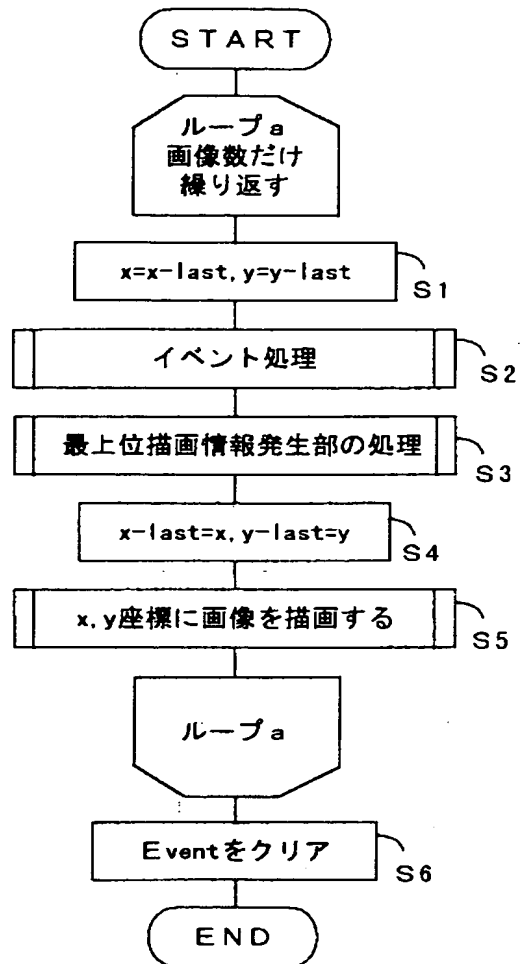 START
ループa
画像数だけ
繰り返す
x=x-last, y=y-last
S1
イベント処理
S2
最上位描画情報発生部の処理
S3
x-last=x, y-last=y
S4
x, y座標に画像を描画する
S5
ループa
Eventをクリア
S6
END